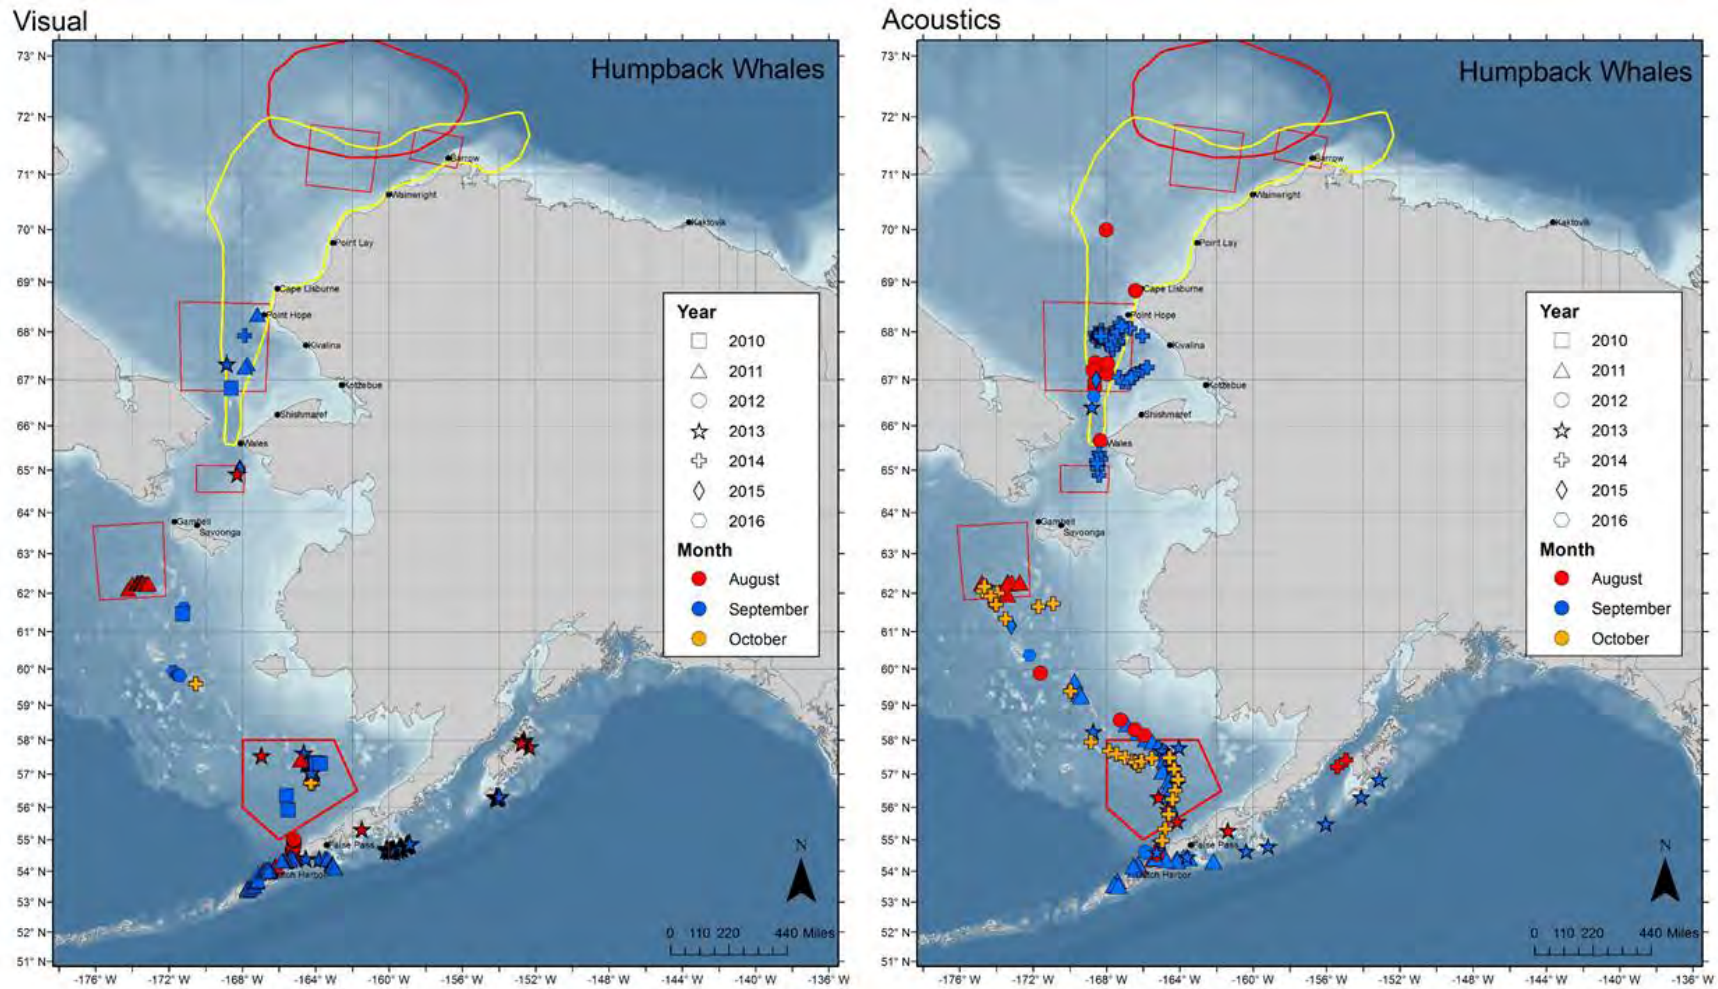 Visual
Humpback Whales
73° N
72° N
71° N
70° N
69° N
68° N
67° N
66° N
65° N
64° N
63° N
62° N
61° N
60° N
59° N
58° N
57° N
56° N
55° N
54° N
53° N
52° N
51° N
Barrow
Wainwright
Kaktovik
Point Lay
Cape Lisburne
Point Hope
Kivalina
Kotzebue
Shishmaref
Wales
Gambell
Savoonga
False Pass
Dutch Harbor
Year
2010
2011
2012
2013
2014
2015
2016
Month
August
September
October
N
0 110 220 440 Miles
-176° W -172° W -168° W -164° W -160° W -156° W -152° W -148° W -144° W -140° W -136° W
Acoustics
Humpback Whales
73° N
72° N
71° N
70° N
69° N
68° N
67° N
66° N
65° N
64° N
63° N
62° N
61° N
60° N
59° N
58° N
57° N
56° N
55° N
54° N
53° N
52° N
51° N
Barrow
Wainwright
Kaktovik
Point Lay
Cape Lisburne
Point Hope
Kivalina
Kotzebue
Shishmaref
Wales
Gambell
Savoonga
False Pass
Dutch Harbor
Year
2010
2011
2012
2013
2014
2015
2016
Month
August
September
October
N
0 110 220 440 Miles
-176° W -172° W -168° W -164° W -160° W -156° W -152° W -148° W -144° W -140° W -136° W